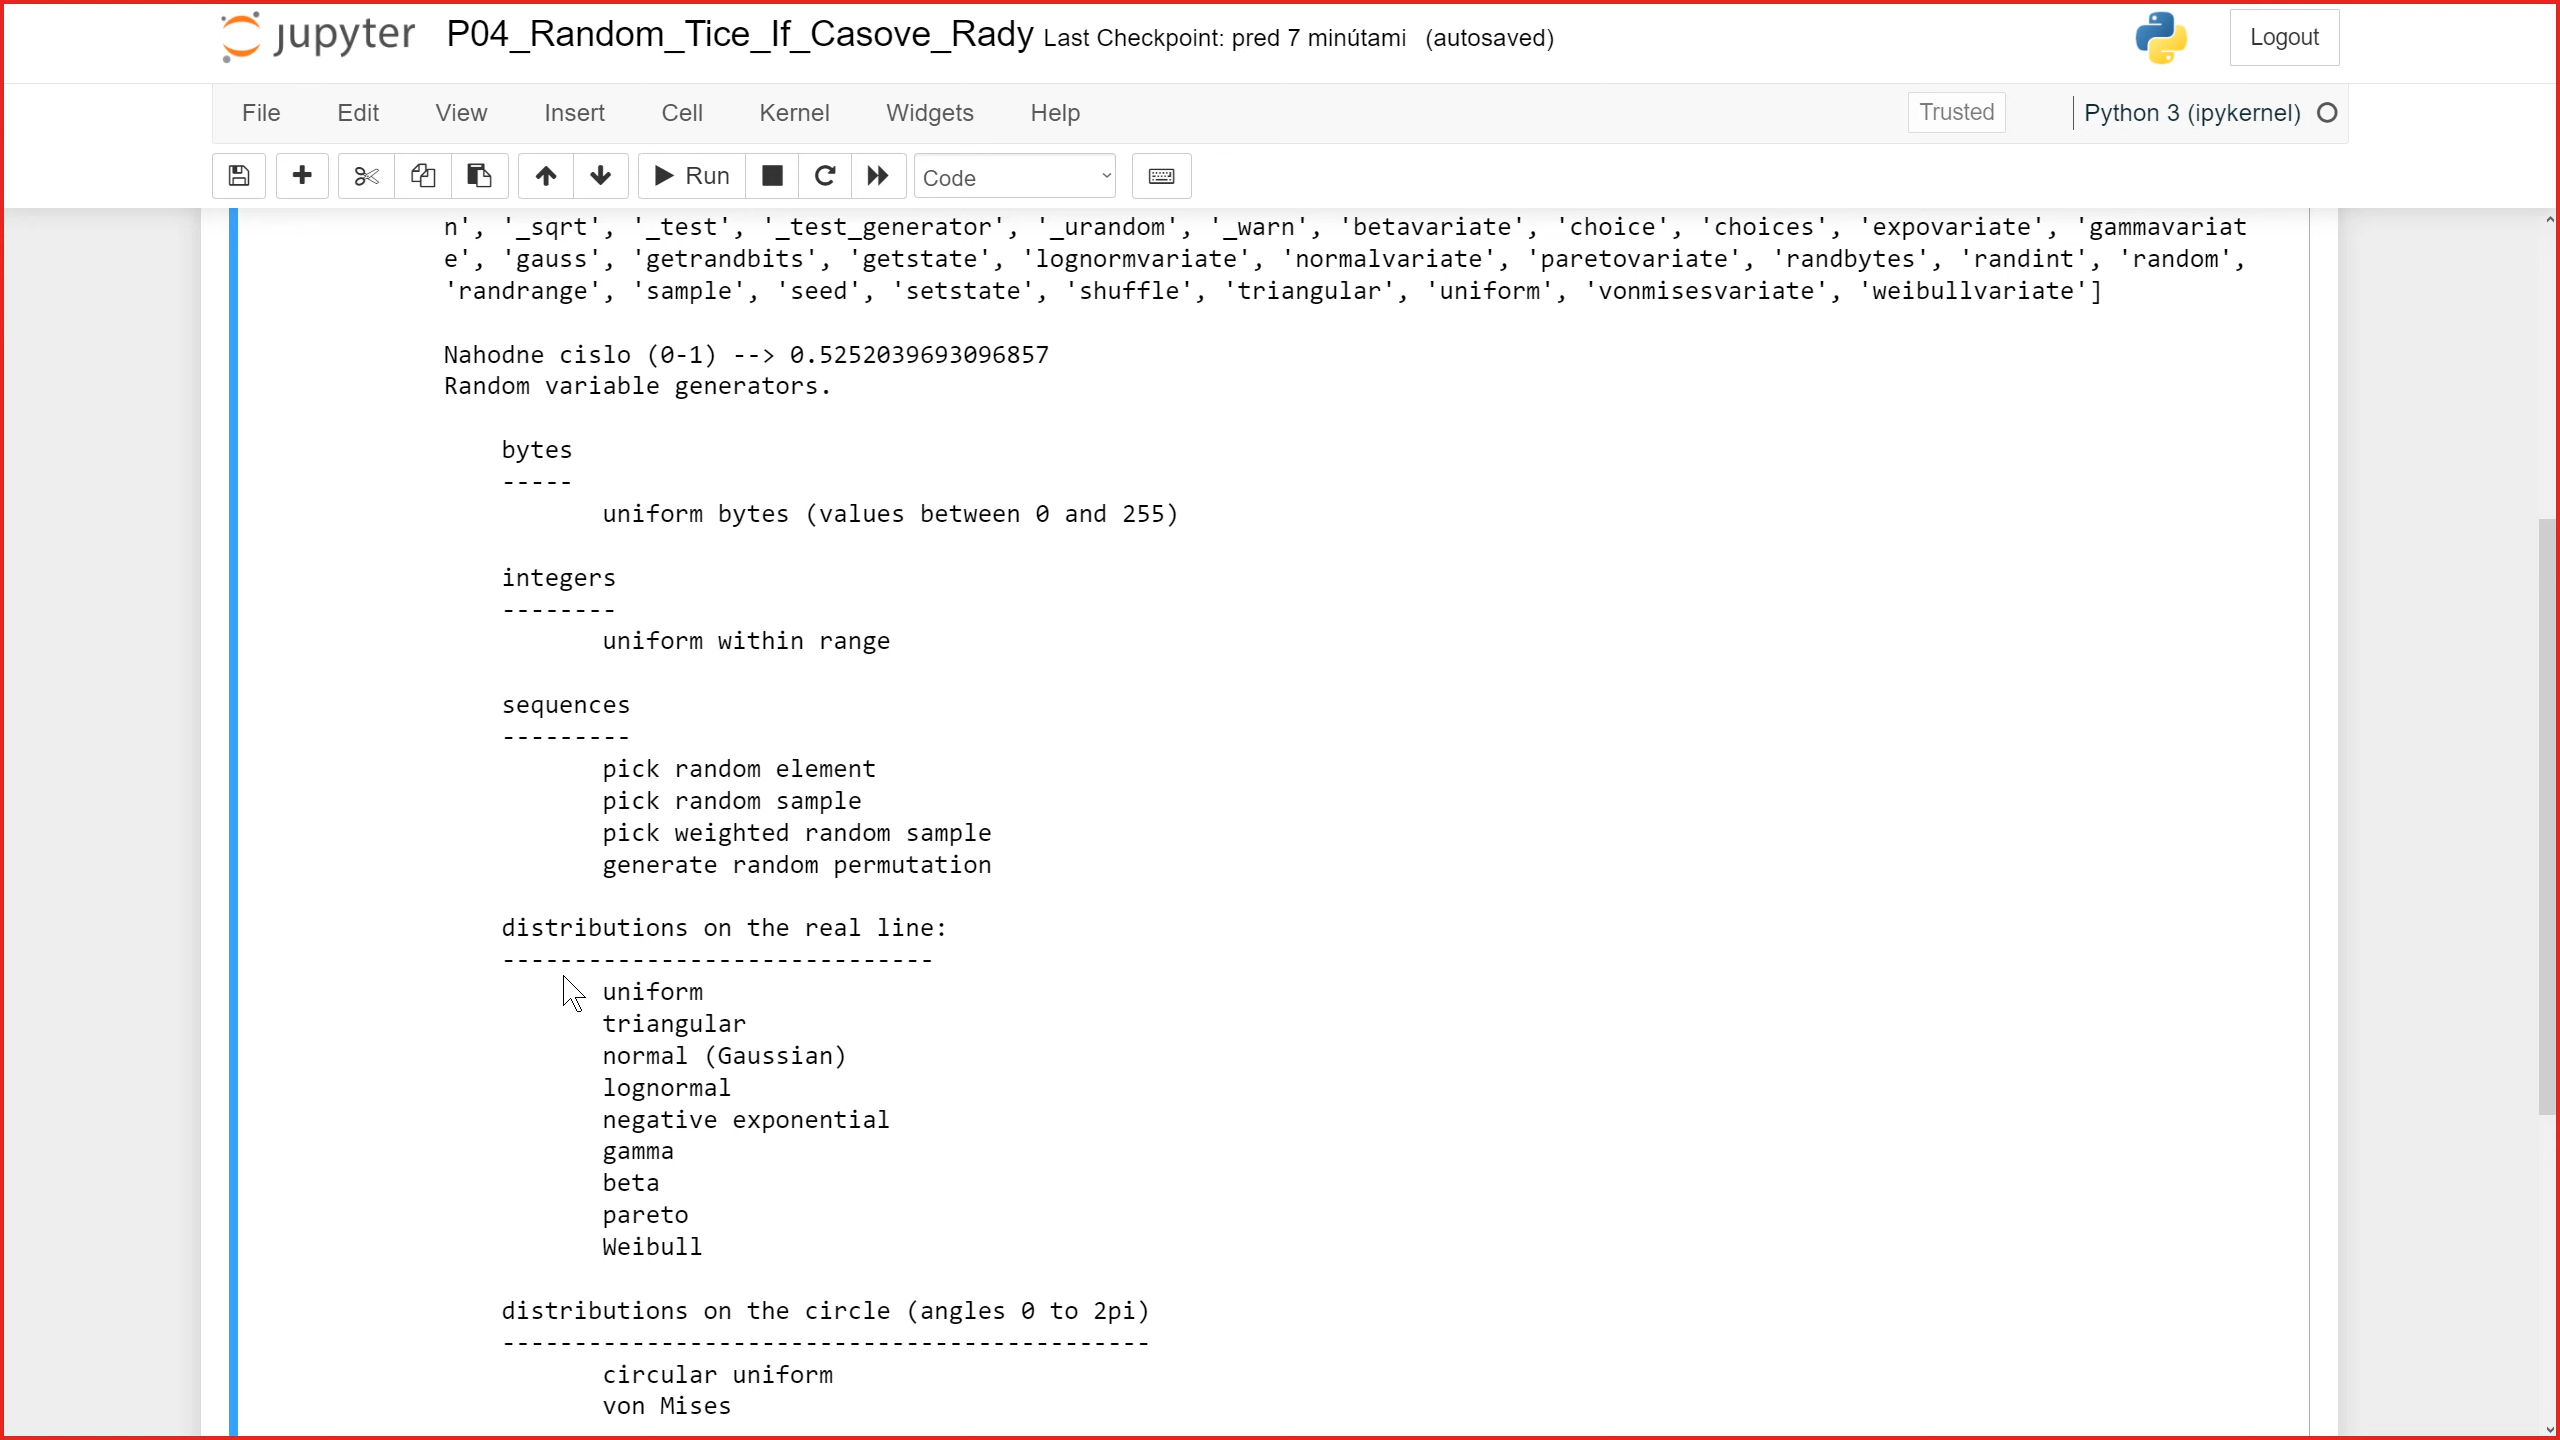 jupyter P04_Random_Tice_If_Casove_Rady Last Checkpoint: pred 7 minútami (autosaved) Logout
File Edit View Insert Cell Kernel Widgets Help Trusted Python 3 (ipykernel)
Run Code
n', '_sqrt', '_test', '_test_generator', '_urandom', '_warn', 'betavariate', 'choice', 'choices', 'expovariate', 'gammavariat
e', 'gauss', 'getrandbits', 'getstate', 'lognormvariate', 'normalvariate', 'paretovariate', 'randbytes', 'randint', 'random',
'randrange', 'sample', 'seed', 'setstate', 'shuffle', 'triangular', 'uniform', 'vonmisesvariate', 'weibullvariate']
Nahodne cislo (0-1) --> 0.5252039693096857
Random variable generators.
bytes
-----
uniform bytes (values between 0 and 255)
integers
--------
uniform within range
sequences
---------
pick random element
pick random sample
pick weighted random sample
generate random permutation
distributions on the real line:
------------------------------
uniform
triangular
normal (Gaussian)
lognormal
negative exponential
gamma
beta
pareto
Weibull
distributions on the circle (angles 0 to 2pi)
---------------------------------------------
circular uniform
von Mises